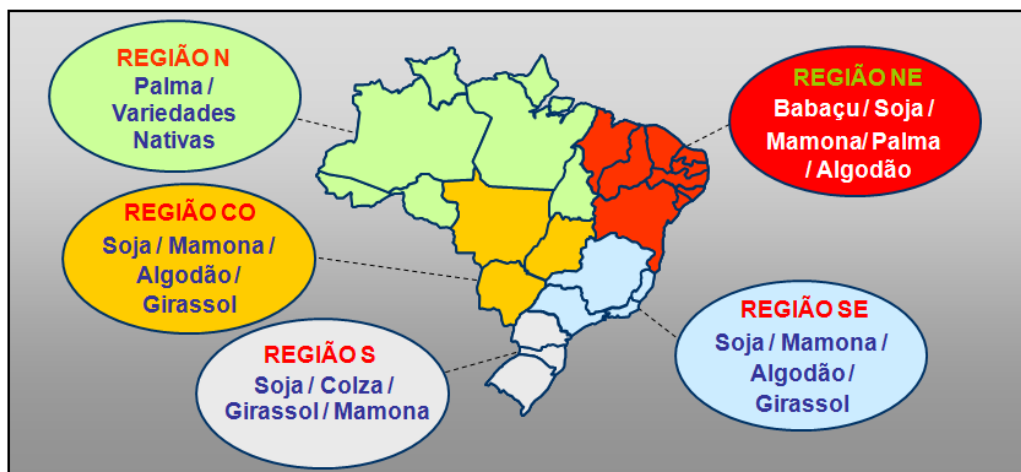 REGIÃO N
Palma /
Variedades
Nativas
REGIÃO NE
Babaçu / Soja /
Mamona/ Palma
/ Algodão
REGIÃO CO
Soja / Mamona /
Algodão /
Girassol
REGIÃO S
Soja / Colza /
Girassol / Mamona
REGIÃO SE
Soja / Mamona /
Algodão /
Girassol